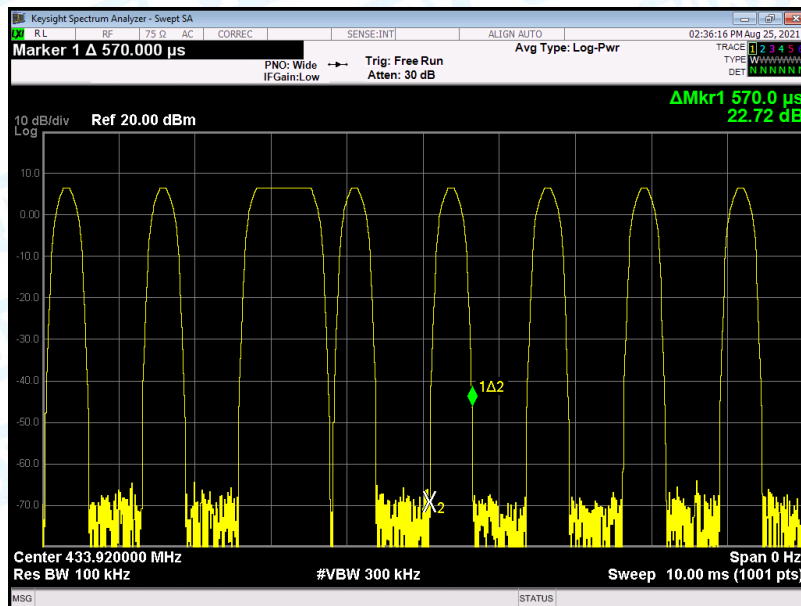 Keysight Spectrum Analyzer - Swept SA
LXI RL RF 75 Ω AC CORREC SENSE:INT ALIGN AUTO 02:36:16 PM Aug 25, 2021
Marker 1 Δ 570.000 µs
PNO: Wide
IFGain:Low
Trig: Free Run
Atten: 30 dB
Avg Type: Log-Pwr
TRACE 1 2 3 4 5
TYPE W
DET N N N N N N
ΔMkr1 570.0 µs
22.72 dB
10 dB/div Ref 20.00 dBm
Log
10.0
0.00
-10.0
-20.0
-30.0
-40.0
-50.0
-60.0
-70.0
1Δ2
X2
Center 433.920000 MHz Span 0 Hz
Res BW 100 kHz #VBW 300 kHz Sweep 10.00 ms (1001 pts)
MSG STATUS